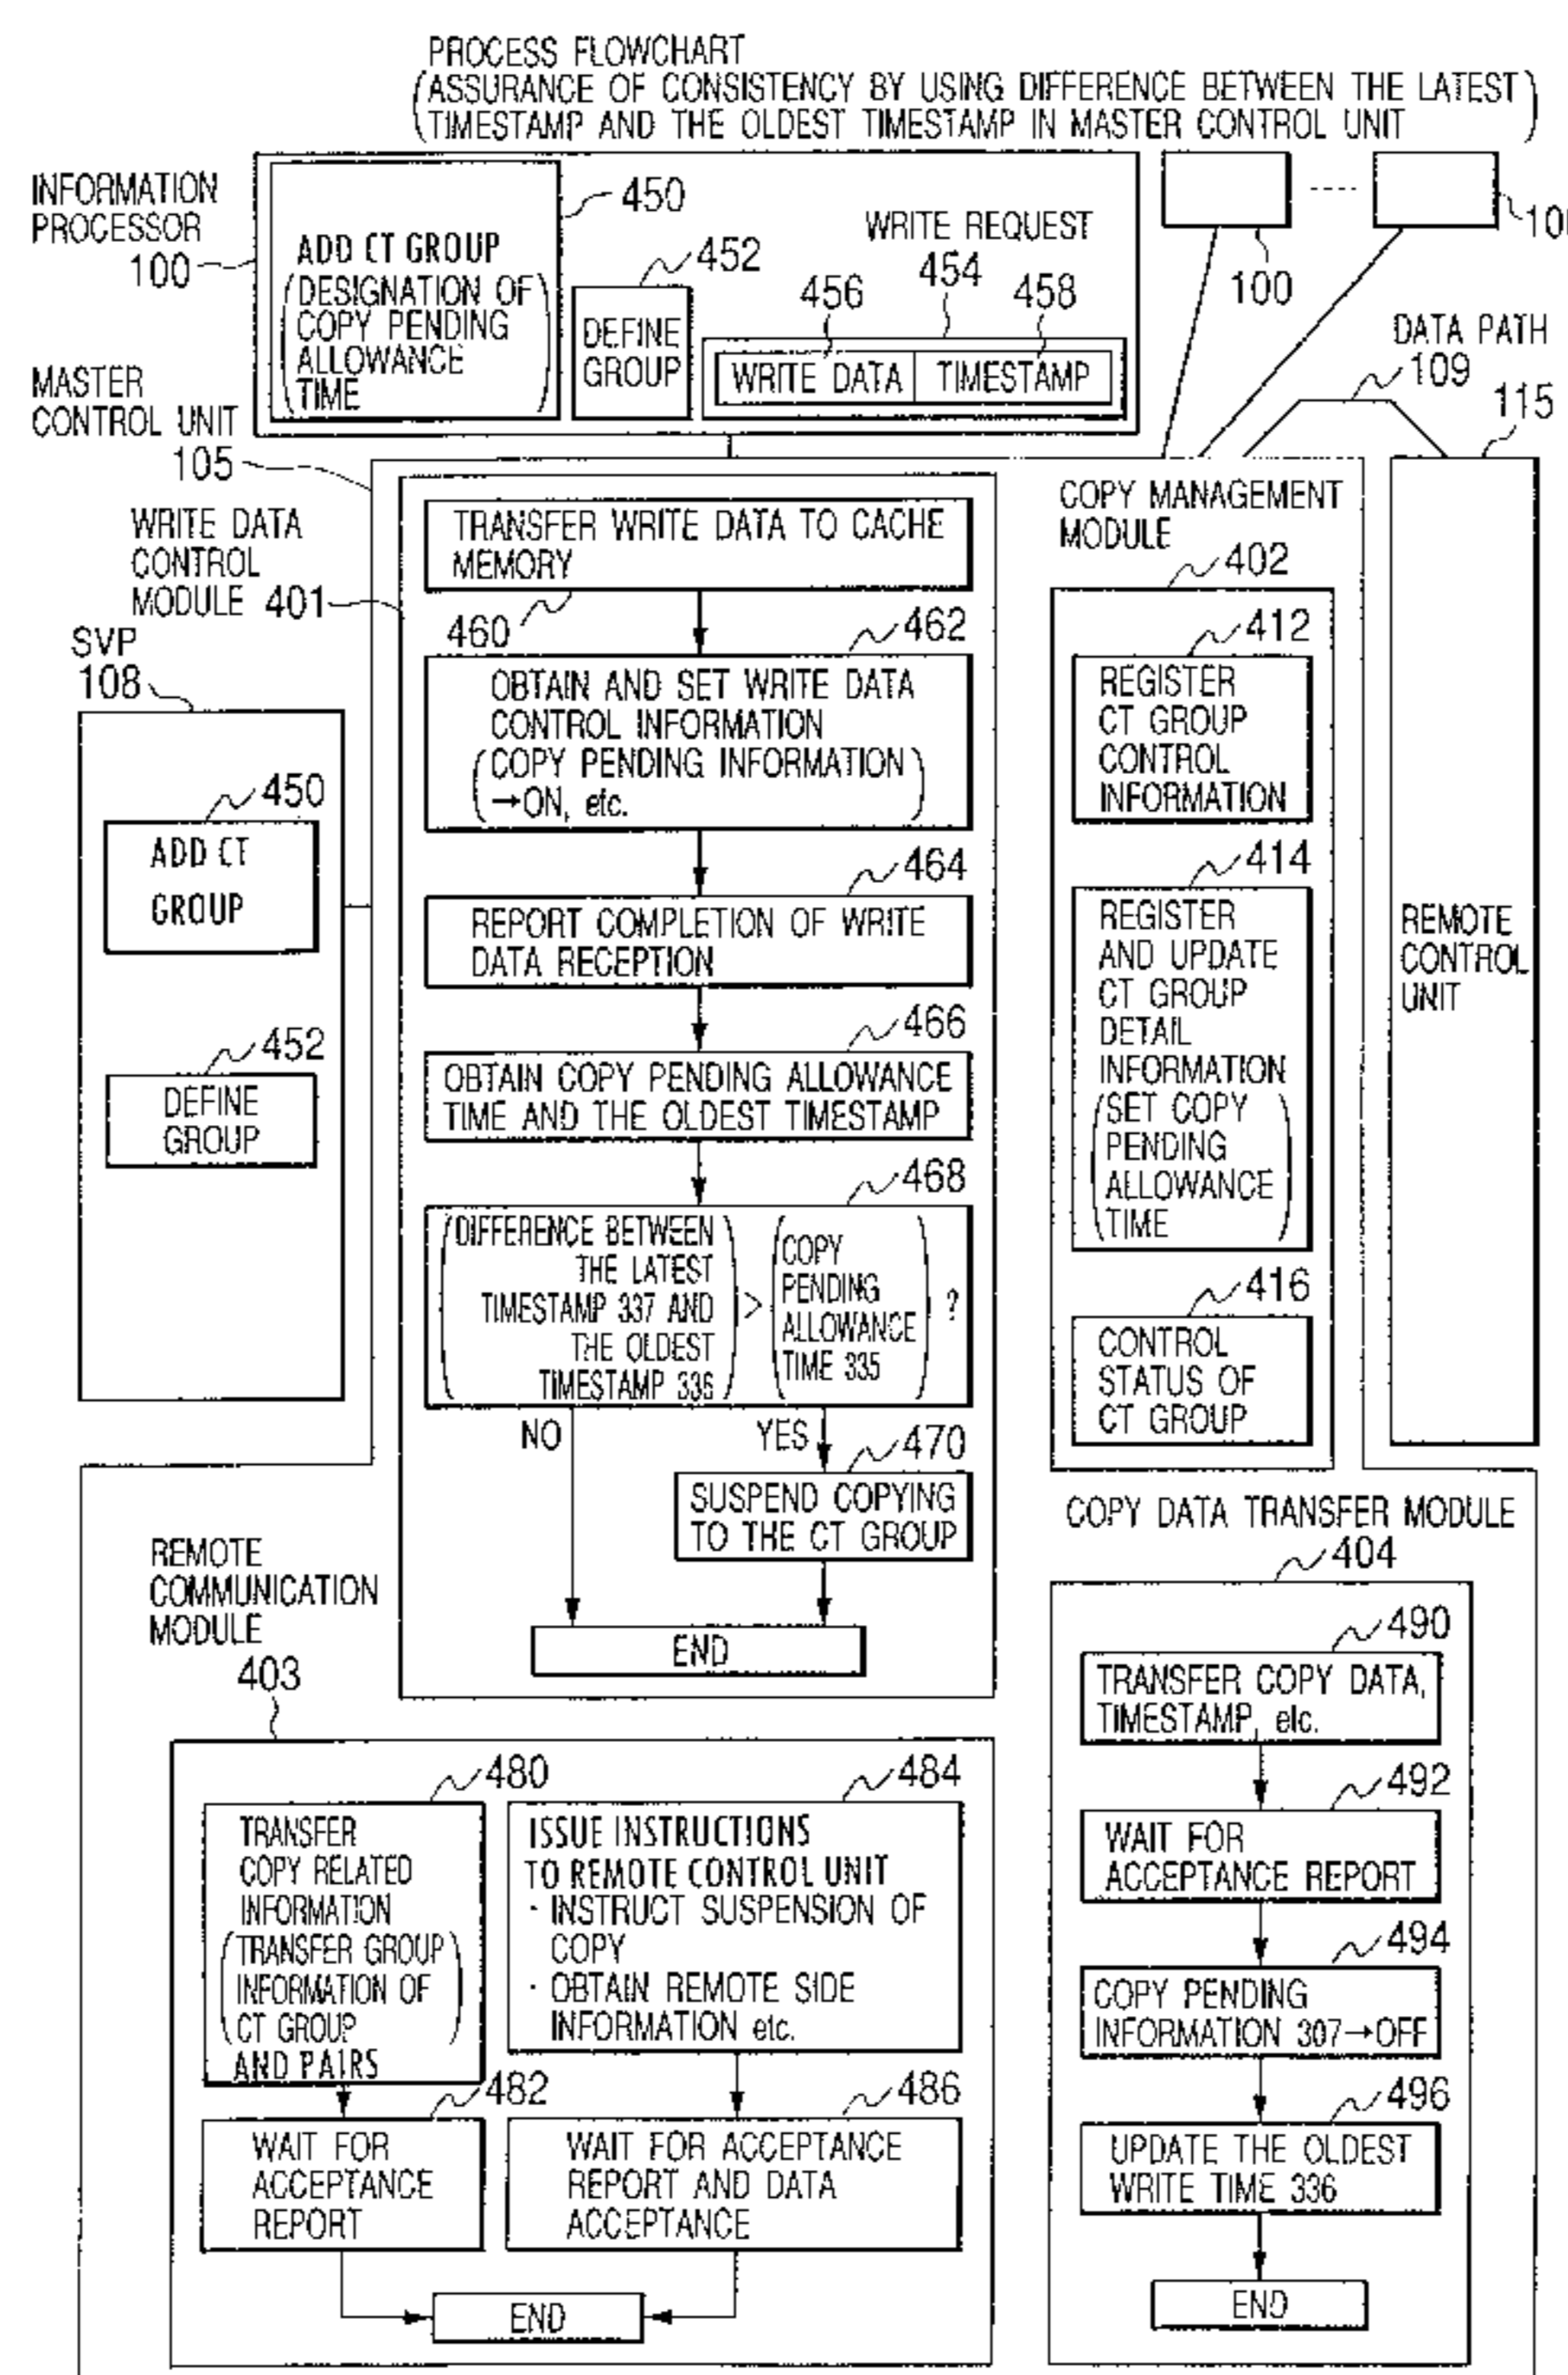 PROCESS FLOWCHART
(ASSURANCE OF CONSISTENCY BY USING DIFFERENCE BETWEEN THE LATEST
TIMESTAMP AND THE OLDEST TIMESTAMP IN MASTER CONTROL UNIT)
INFORMATION
PROCESSOR
100
450
ADD CT GROUP
(DESIGNATION OF
COPY PENDING
ALLOWANCE
TIME)
452
DEFINE
GROUP
WRITE REQUEST
454
456
458
WRITE DATA
TIMESTAMP
100
10
DATA PATH
109
115
MASTER
CONTROL UNIT
105
WRITE DATA
CONTROL
MODULE 401
TRANSFER WRITE DATA TO CACHE
MEMORY
460
462
OBTAIN AND SET WRITE DATA
CONTROL INFORMATION
(COPY PENDING INFORMATION
→ON, etc.)
464
REPORT COMPLETION OF WRITE
DATA RECEPTION
466
OBTAIN COPY PENDING ALLOWANCE
TIME AND THE OLDEST TIMESTAMP
468
(DIFFERENCE BETWEEN
THE LATEST
TIMESTAMP 337 AND
THE OLDEST
TIMESTAMP 336)
>
(COPY
PENDING
ALLOWANCE
TIME 335)
?
NO
YES
470
SUSPEND COPYING
TO THE CT GROUP
END
SVP
108
450
ADD CT
GROUP
452
DEFINE
GROUP
COPY MANAGEMENT
MODULE
402
412
REGISTER
CT GROUP
CONTROL
INFORMATION
414
REGISTER
AND UPDATE
CT GROUP
DETAIL
INFORMATION
(SET COPY
PENDING
ALLOWANCE
TIME)
416
CONTROL
STATUS OF
CT GROUP
REMOTE
CONTROL
UNIT
REMOTE
COMMUNICATION
MODULE
403
480
TRANSFER
COPY RELATED
INFORMATION
(TRANSFER GROUP
INFORMATION OF
CT GROUP)
AND PAIRS
482
WAIT FOR
ACCEPTANCE
REPORT
484
ISSUE INSTRUCTIONS
TO REMOTE CONTROL UNIT
· INSTRUCT SUSPENSION OF
COPY
· OBTAIN REMOTE SIDE
INFORMATION etc.
486
WAIT FOR ACCEPTANCE
REPORT AND DATA
ACCEPTANCE
END
COPY DATA TRANSFER MODULE
404
490
TRANSFER COPY DATA,
TIMESTAMP, etc.
492
WAIT FOR
ACCEPTANCE REPORT
494
COPY PENDING
INFORMATION 307→OFF
496
UPDATE THE OLDEST
WRITE TIME 336
END